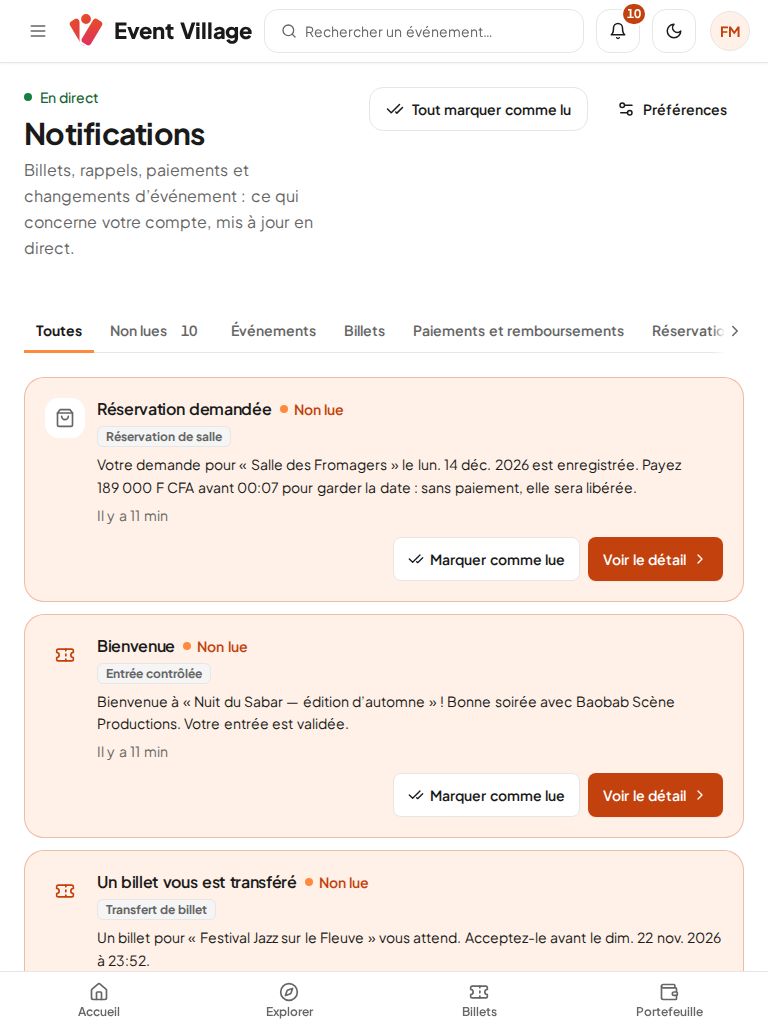 Event Village
Rechercher un événement…
10
FM
En direct
Notifications
Billets, rappels, paiements et
changements d’événement : ce qui
concerne votre compte, mis à jour en
direct.
Tout marquer comme lu
Préférences
Toutes
Non lues 10
Événements
Billets
Paiements et remboursements
Réservatio
Réservation demandée
Non lue
Réservation de salle
Votre demande pour « Salle des Fromagers » le lun. 14 déc. 2026 est enregistrée. Payez
189 000 F CFA avant 00:07 pour garder la date : sans paiement, elle sera libérée.
Il y a 11 min
Marquer comme lue
Voir le détail
Bienvenue
Non lue
Entrée contrôlée
Bienvenue à « Nuit du Sabar — édition d’automne » ! Bonne soirée avec Baobab Scène
Productions. Votre entrée est validée.
Il y a 11 min
Marquer comme lue
Voir le détail
Un billet vous est transféré
Non lue
Transfert de billet
Un billet pour « Festival Jazz sur le Fleuve » vous attend. Acceptez-le avant le dim. 22 nov. 2026
à 23:52.
Accueil
Explorer
Billets
Portefeuille